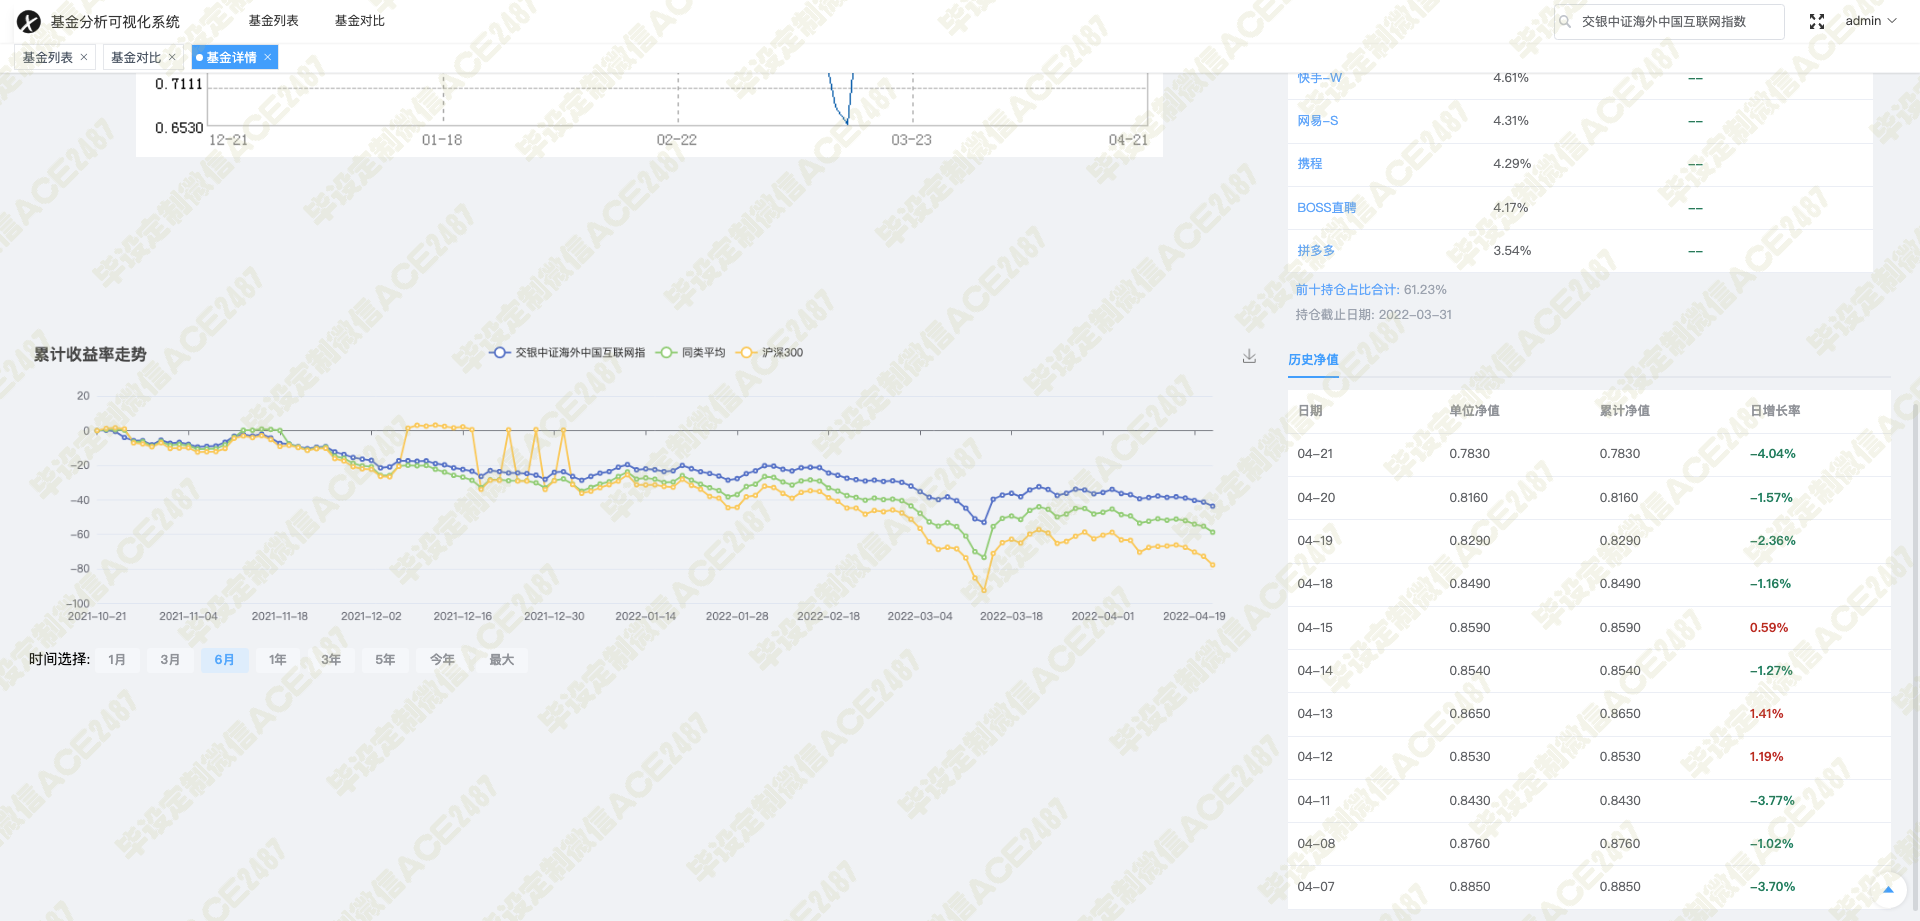 基金分析可视化系统 基金列表 基金对比 交银中证海外中国互联网指数 admin
基金列表 × 基金对比 × 基金详情 ×
0.7111
0.6530
12-21 01-18 02-22 03-23 04-21
快手-W 4.61% --
网易-S 4.31% --
携程 4.29% --
BOSS直聘 4.17% --
拼多多 3.54% --
前十持仓占比合计: 61.23%
持仓截止日期: 2022-03-31
累计收益率走势 交银中证海外中国互联网指 同类平均 沪深300
20
0
-20
-40
-60
-80
-100
2021-10-21 2021-11-04 2021-11-18 2021-12-02 2021-12-16 2021-12-30 2022-01-14 2022-01-28 2022-02-18 2022-03-04 2022-03-18 2022-04-01 2022-04-19
时间选择: 1月 3月 6月 1年 3年 5年 今年 最大
历史净值
日期 单位净值 累计净值 日增长率
04-21 0.7830 0.7830 -4.04%
04-20 0.8160 0.8160 -1.57%
04-19 0.8290 0.8290 -2.36%
04-18 0.8490 0.8490 -1.16%
04-15 0.8590 0.8590 0.59%
04-14 0.8540 0.8540 -1.27%
04-13 0.8650 0.8650 1.41%
04-12 0.8530 0.8530 1.19%
04-11 0.8430 0.8430 -3.77%
04-08 0.8760 0.8760 -1.02%
04-07 0.8850 0.8850 -3.70%
毕设定制微信ACE2487